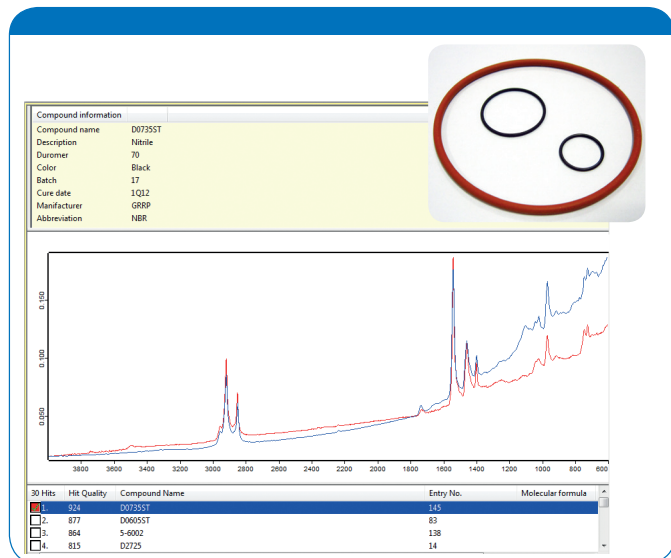 Compound information
Compound name D0735ST
Description Nitrile
Duromer 70
Color Black
Batch 17
Cure date 1Q12
Manifacturer GRRP
Abbreviation NBR
0.150
0.100
0.050
3800 3600 3400 3200 3000 2800 2600 2400 2200 2000 1800 1600 1400 1200 1000 800 600
30 Hits Hit Quality Compound Name Entry No. Molecular formula
1. 924 D0735ST 145
2. 877 D0605ST 83
3. 864 5-6002 138
4. 815 D2725 14